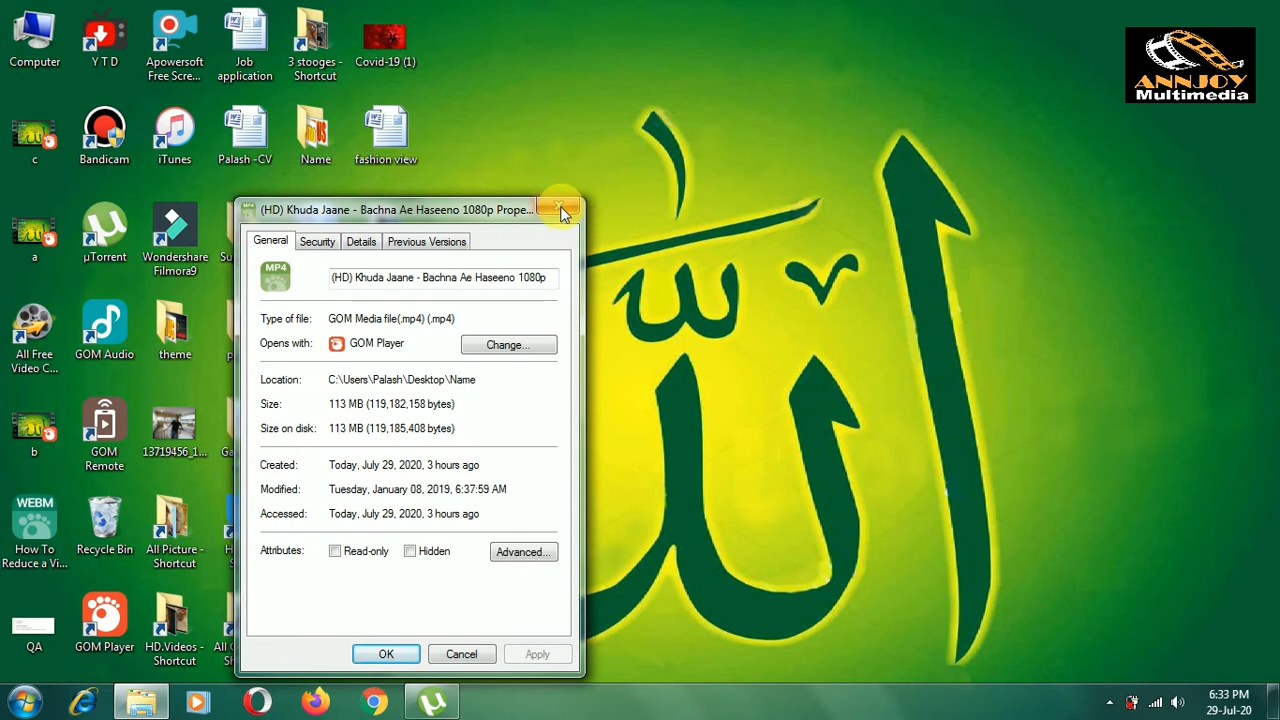 Computer
Y T D
Apowersoft
Free Scre...
Job
application
3 stooges -
Shortcut
Covid-19 (1)
ANNJOY
Multimedia
c
Bandicam
iTunes
Palash -CV
Name
fashion view
a
µTorrent
Wondershare
Filmora9
(HD) Khuda Jaane - Bachna Ae Haseeno 1080p Prope...
General
Security
Details
Previous Versions
MP4
(HD) Khuda Jaane - Bachna Ae Haseeno 1080p
Type of file:
GOM Media file(.mp4) (.mp4)
Opens with:
GOM Player
Change...
Location:
C:\Users\Palash\Desktop\Name
Size:
113 MB (119,182,158 bytes)
Size on disk:
113 MB (119,185,408 bytes)
Created:
Today, July 29, 2020, 3 hours ago
Modified:
Tuesday, January 08, 2019, 6:37:59 AM
Accessed:
Today, July 29, 2020, 3 hours ago
Attributes:
Read-only
Hidden
Advanced...
OK
Cancel
Apply
All Free
Video C...
GOM Audio
theme
b
GOM
Remote
13719456_1...
WEBM
How To
Reduce a Vi...
Recycle Bin
All Picture -
Shortcut
QA
GOM Player
HD.Videos -
Shortcut
الله
6:33 PM
29-Jul-20